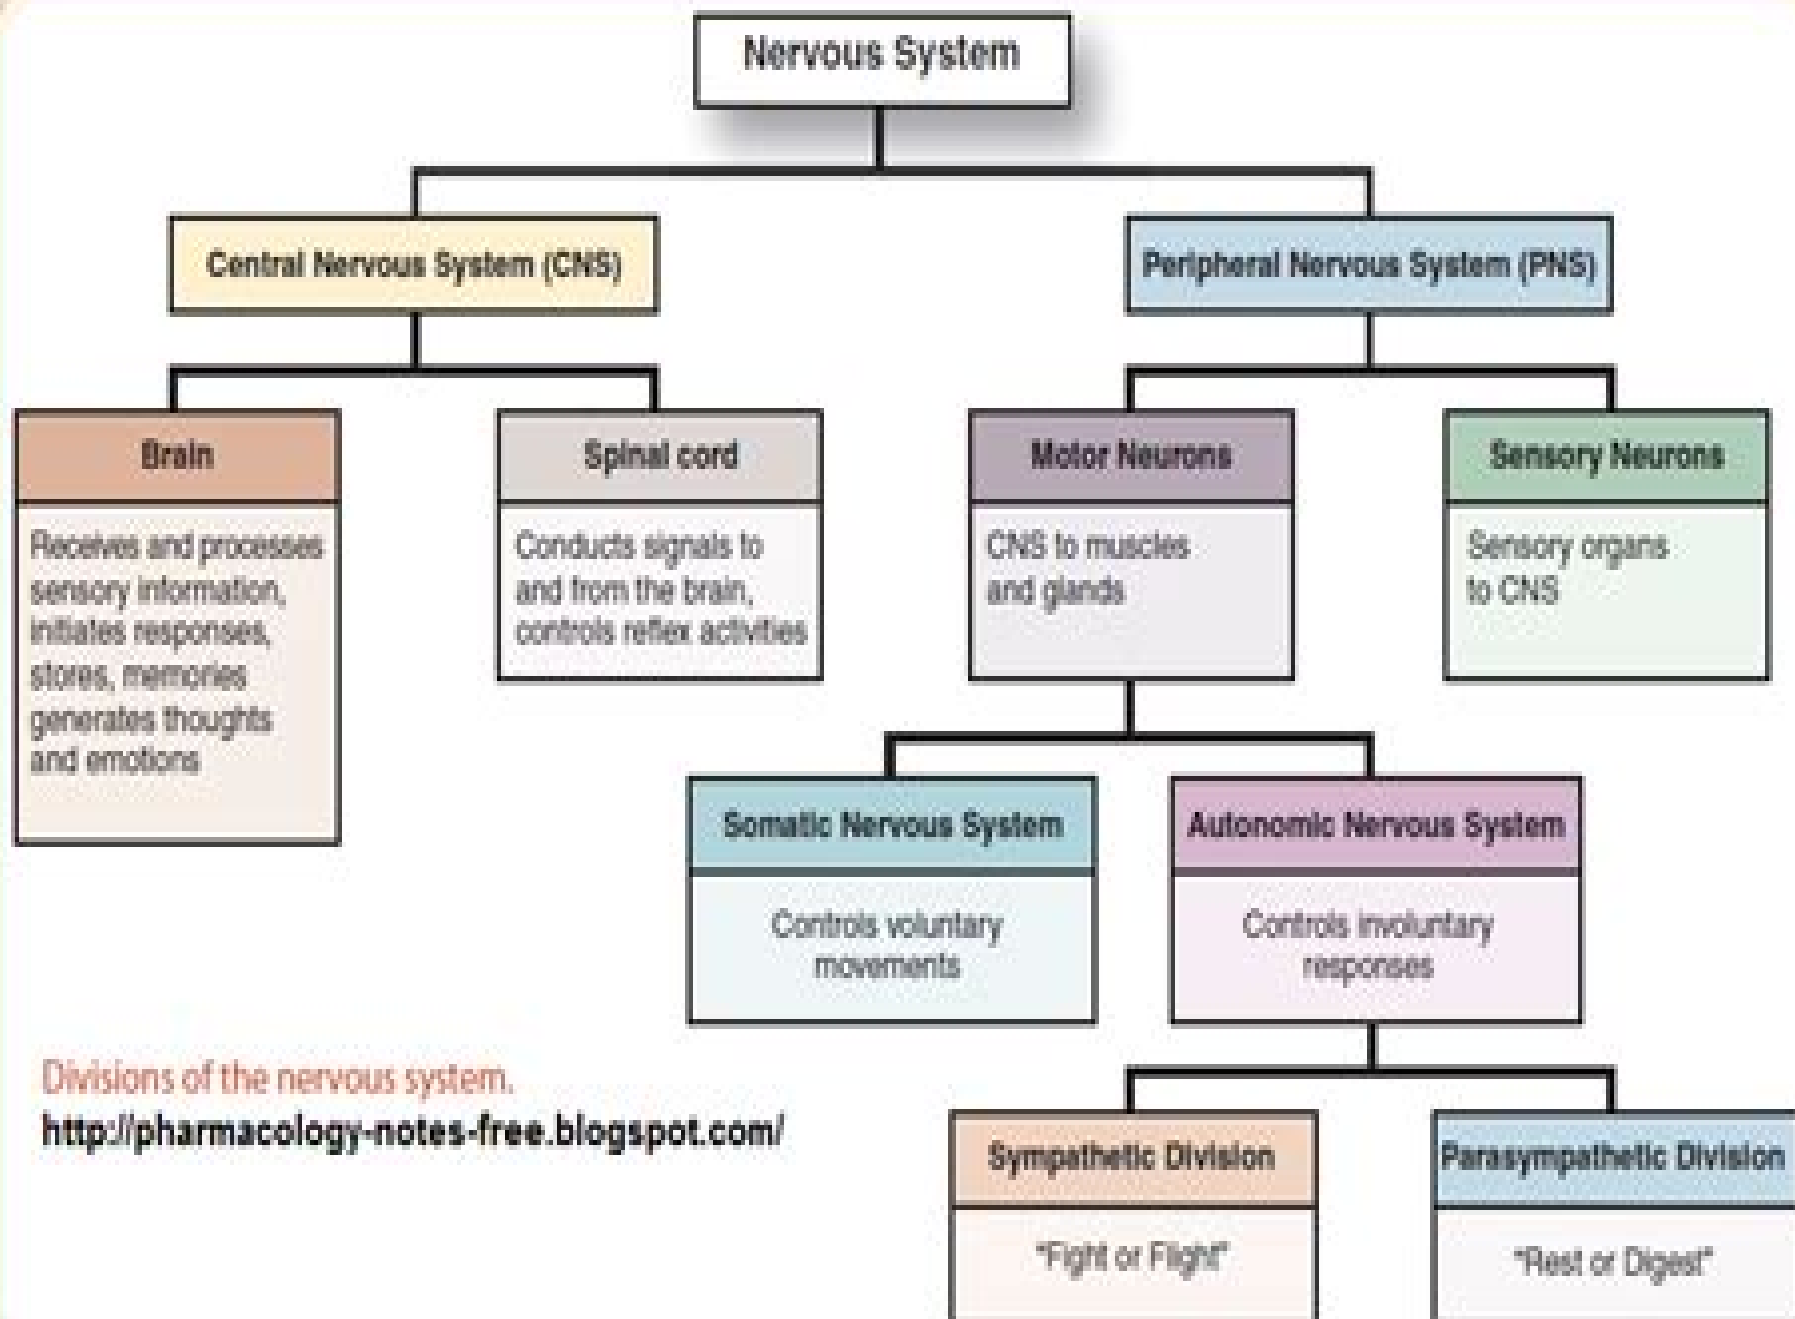 Nervous System
Central Nervous System (CNS)
Peripheral Nervous System (PNS)
Brain
Receives and processes
sensory information,
initiates responses,
stores, memories
generates thoughts
and emotions
Spinal cord
Conducts signals to
and from the brain,
controls reflex activities
Motor Neurons
CNS to muscles
and glands
Sensory Neurons
Sensory organs
to CNS
Somatic Nervous System
Controls voluntary
movements
Autonomic Nervous System
Controls involuntary
responses
Sympathetic Division
"Fight or Flight"
Parasympathetic Division
"Rest or Digest"
Divisions of the nervous system.
http://pharmacology-notes-free.blogspot.com/